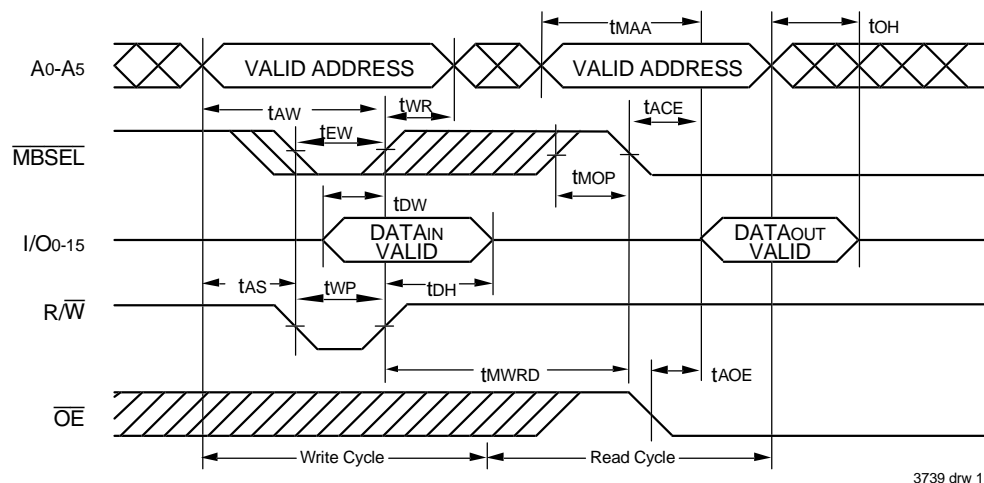 tMAA
tOH
A0-A5
VALID ADDRESS
VALID ADDRESS
tAW
tWR
tACE
tEW
MBSEL
tMOP
tDW
I/O0-15
DATAIN
VALID
DATAOUT
VALID
tAS
tWP
tDH
R/W
tMWRD
tAOE
OE
Write Cycle
Read Cycle
3739 drw 1